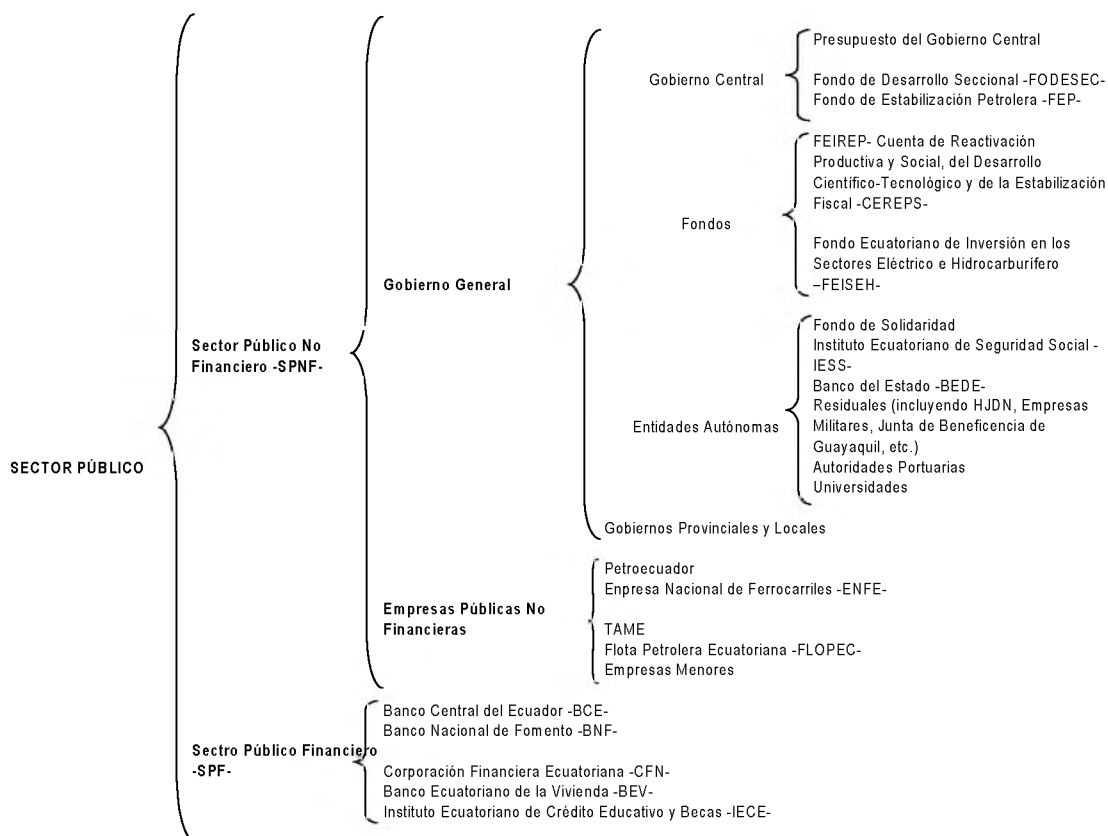 SECTOR PÚBLICO
Sector Público No
Financiero -SPNF-
Gobierno General
Gobierno Central
Presupuesto del Gobierno Central
Fondo de Desarrollo Seccional -FODESEC-
Fondo de Estabilización Petrolera -FEP-
Fondos
FEIREP- Cuenta de Reactivación
Productiva y Social, del Desarrollo
Científico-Tecnológico y de la Estabilización
Fiscal -CEREPS-
Fondo Ecuatoriano de Inversión en los
Sectores Eléctrico e Hidrocarburífero
–FEISEH-
Entidades Autónomas
Fondo de Solidaridad
Instituto Ecuatoriano de Seguridad Social -
IESS-
Banco del Estado -BEDE-
Residuales (incluyendo HJDN, Empresas
Militares, Junta de Beneficencia de
Guayaquil, etc.)
Autoridades Portuarias
Universidades
Gobiernos Provinciales y Locales
Empresas Públicas No
Financieras
Petroecuador
Enpresa Nacional de Ferrocarriles -ENFE-
TAME
Flota Petrolera Ecuatoriana -FLOPEC-
Empresas Menores
Sectro Público Financiero
-SPF-
Banco Central del Ecuador -BCE-
Banco Nacional de Fomento -BNF-
Corporación Financiera Ecuatoriana -CFN-
Banco Ecuatoriano de la Vivienda -BEV-
Instituto Ecuatoriano de Crédito Educativo y Becas -IECE-